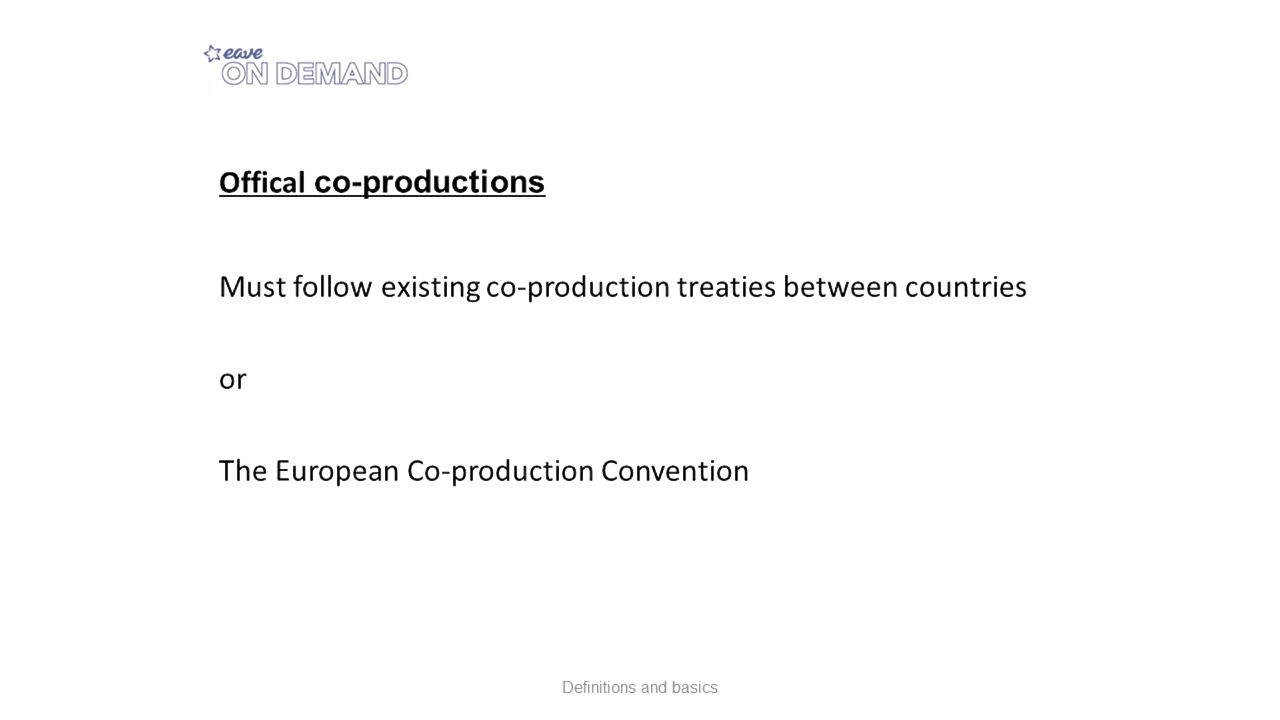 eave
ON DEMAND
Offical co-productions
Must follow existing co-production treaties between countries
or
The European Co-production Convention
Definitions and basics